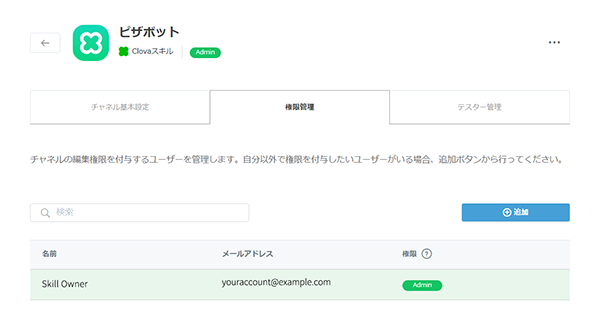 ピザボット
Clovaスキル
Admin
チャネル基本設定
権限管理
テスター管理
チャネルの編集権限を付与するユーザーを管理します。自分以外で権限を付与したいユーザーがいる場合、追加ボタンから行ってください。
検索
追加
名前
メールアドレス
権限 ?
Skill Owner
youraccount@example.com
Admin